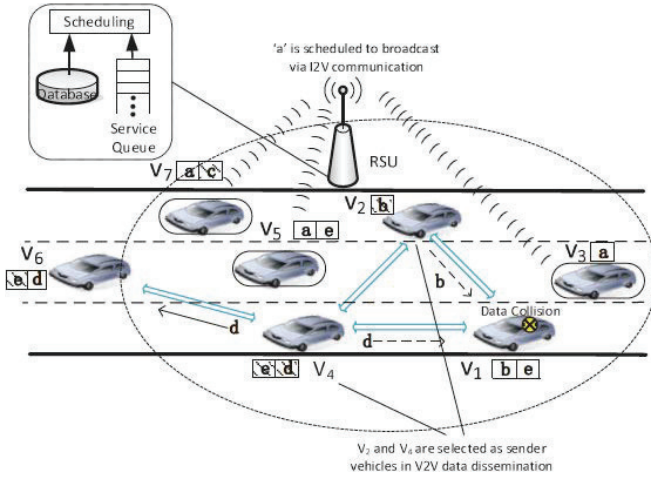 Scheduling
Database
Service
Queue
'a' is scheduled to broadcast
via I2V communication
RSU
V7 a c
V5 a e
V2 b
V3 a
V6
e d
b
Data Collision
d
d
e d V4
V1 b e
V2 and V4 are selected as sender
vehicles in V2V data dissemination